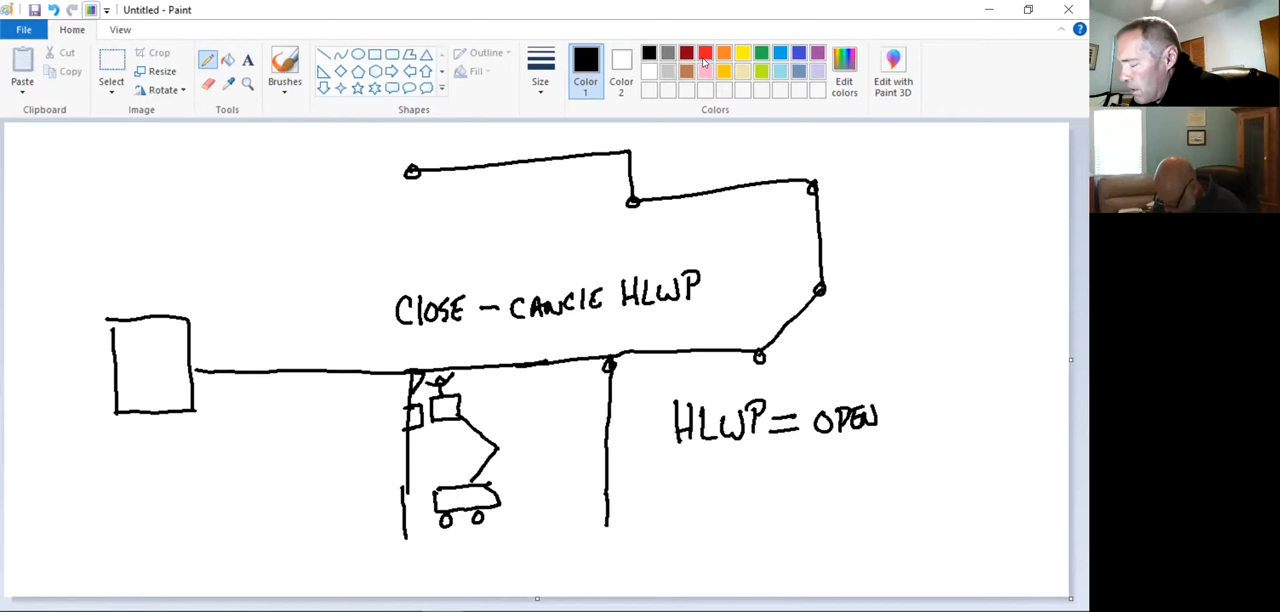 Untitled - Paint
File
Home
View
Paste
Cut
Copy
Clipboard
Select
Crop
Resize
Rotate
Image
Tools
Brushes
Shapes
Outline
Fill
Size
Color 1
Color 2
Colors
Edit colors
Edit with Paint 3D
CLOSE - CANCLE HLWP
HLWP = OPEN